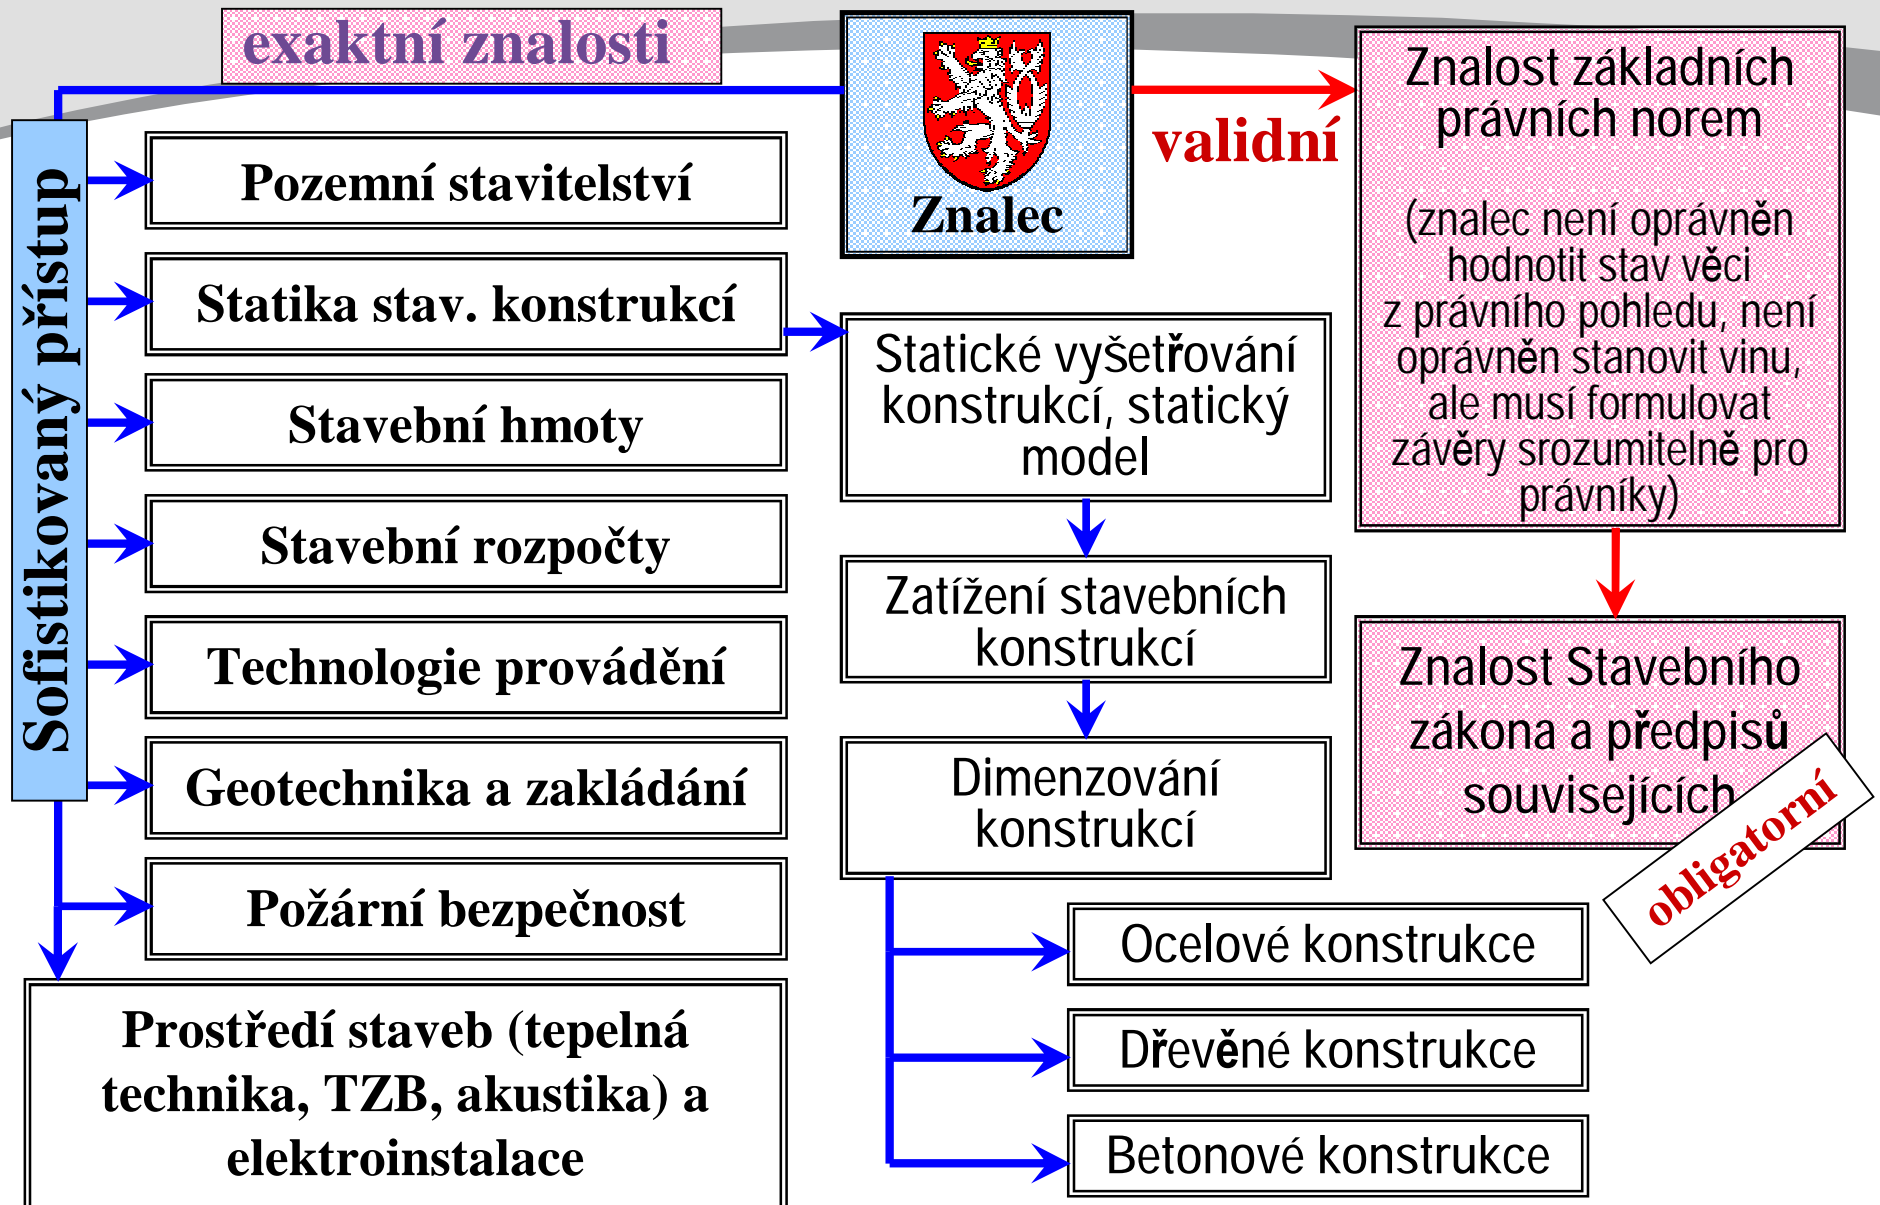 exaktní znalosti
Znalec
validní
Znalost základních
právních norem
(znalec není oprávněn
hodnotit stav věci
z právního pohledu, není
oprávněn stanovit vinu,
ale musí formulovat
závěry srozumitelně pro
právníky)
Znalost Stavebního
zákona a předpisů
souvisejících
obligatorní
Sofistikovaný přístup
Pozemní stavitelství
Statika stav. konstrukcí
Stavební hmoty
Stavební rozpočty
Technologie provádění
Geotechnika a zakládání
Požární bezpečnost
Prostředí staveb (tepelná
technika, TZB, akustika) a
elektroinstalace
Statické vyšetřování
konstrukcí, statický
model
Zatížení stavebních
konstrukcí
Dimenzování
konstrukcí
Ocelové konstrukce
Dřevěné konstrukce
Betonové konstrukce